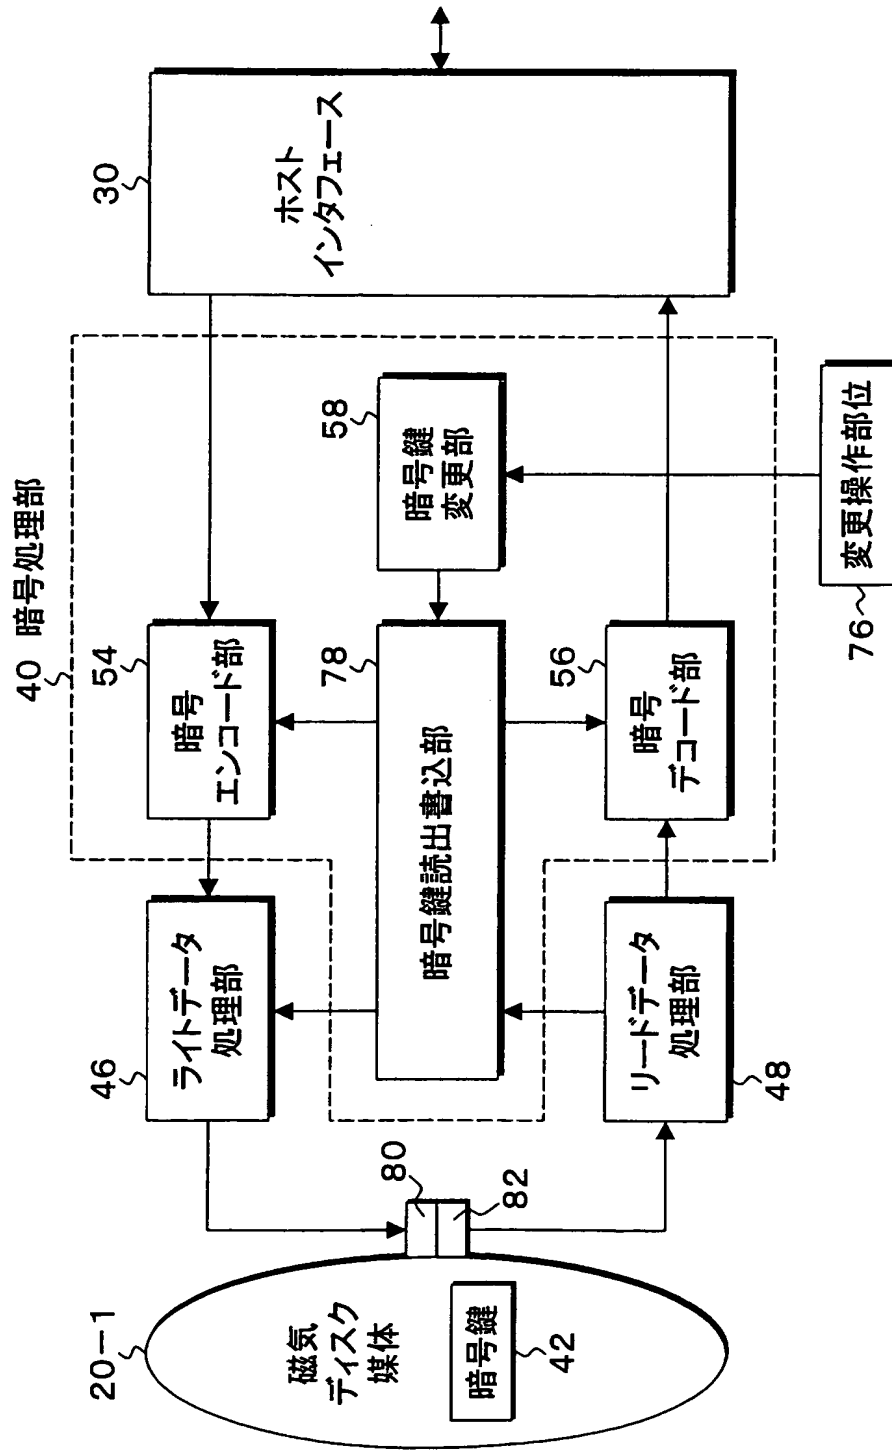 40 暗号処理部
20-1
磁気
ディスク
媒体
暗号鍵
42
80
82
46
ライトデータ
処理部
54
暗号
エンコード部
78
暗号鍵読出書込部
58
暗号鍵
変更部
30
ホスト
インタフェース
48
リードデータ
処理部
56
暗号
デコード部
76
変更操作部位